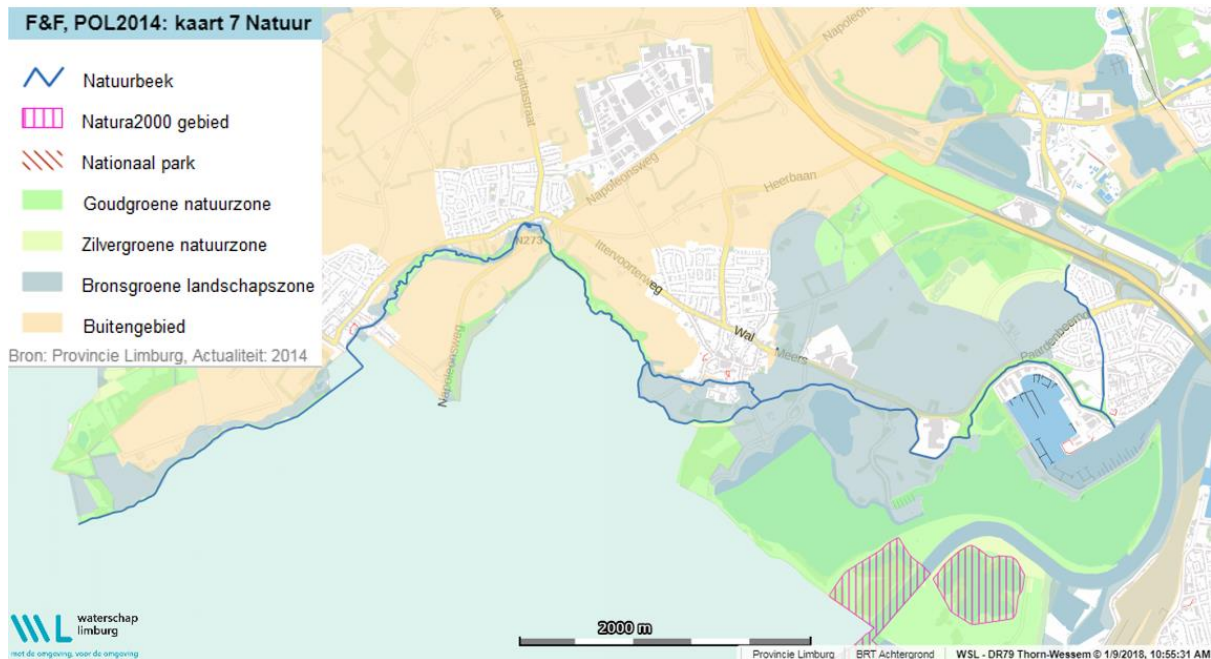 F&F, POL2014: kaart 7 Natuur
Natuurbeek
Natura2000 gebied
Nationaal park
Goudgroene natuurzone
Zilvergroene natuurzone
Bronsgroene landschapszone
Buitengebied
Bron: Provincie Limburg, Actualiteit: 2014
Brigittastraat
Napoleonsweg
Napoleonsweg
Heerbaan
N273
Ittervoorterweg
Wal
Meers
Paardenbeemd
Napoleonsweg
waterschap
limburg
met de omgeving, voor de omgeving
2000 m
Provincie Limburg
BRT Achtergrond
WSL - DR79 Thorn-Wessem © 1/9/2018, 10:55:31 AM